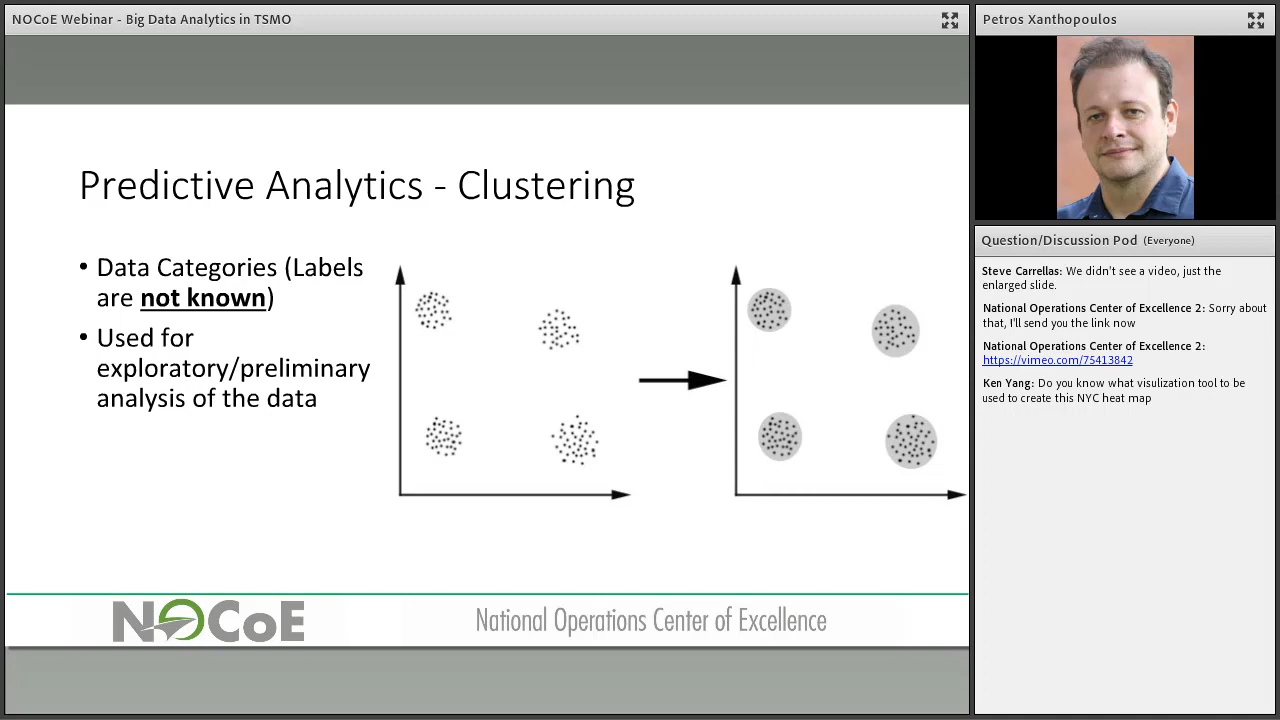 NOCoE Webinar - Big Data Analytics in TSMO
Predictive Analytics - Clustering
• Data Categories (Labels
are not known)
• Used for
exploratory/preliminary
analysis of the data
NOCoE
National Operations Center of Excellence
Petros Xanthopoulos
Question/Discussion Pod (Everyone)
Steve Carrellas: We didn't see a video, just the
enlarged slide.
National Operations Center of Excellence 2: Sorry about
that, I'll send you the link now
National Operations Center of Excellence 2:
https://vimeo.com/75413842
Ken Yang: Do you know what visulization tool to be
used to create this NYC heat map